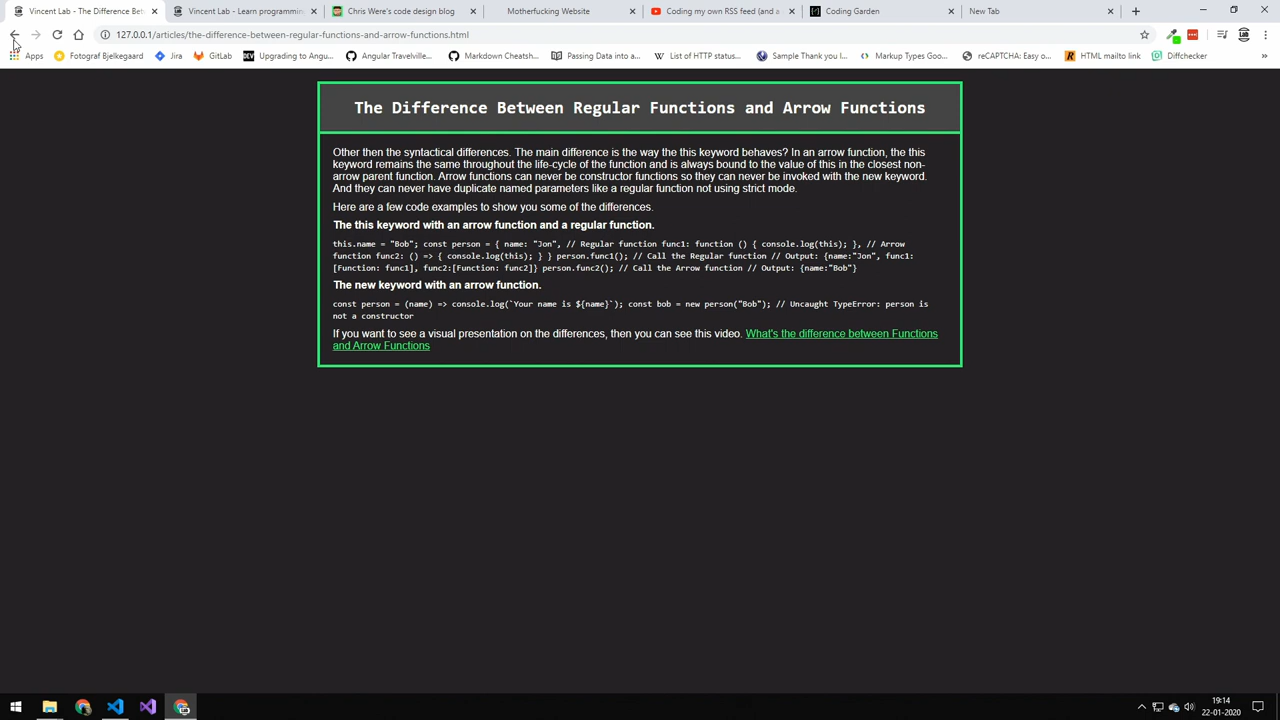 Vincent Lab - The Difference Bet
Vincent Lab - Learn programmin
Chris Were's code design blog
Motherfucking Website
Coding my own RSS feed (and a
Coding Garden
New Tab
127.0.0.1/articles/the-difference-between-regular-functions-and-arrow-functions.html
Apps
Fotograf Bjelkegaard
Jira
GitLab
Upgrading to Angu...
Angular Travelville...
Markdown Cheatsh...
Passing Data into a...
List of HTTP status...
Sample Thank you l...
Markup Types Goo...
reCAPTCHA: Easy o...
HTML mailto link
Diffchecker
The Difference Between Regular Functions and Arrow Functions
Other then the syntactical differences. The main difference is the way the this keyword behaves? In an arrow function, the this
keyword remains the same throughout the life-cycle of the function and is always bound to the value of this in the closest non-
arrow parent function. Arrow functions can never be constructor functions so they can never be invoked with the new keyword.
And they can never have duplicate named parameters like a regular function not using strict mode.
Here are a few code examples to show you some of the differences.
The this keyword with an arrow function and a regular function.
this.name = "Bob"; const person = { name: "Jon", // Regular function func1: function () { console.log(this); }, // Arrow
function func2: () => { console.log(this); } } person.func1(); // Call the Regular function // Output: {name:"Jon", func1:
[Function: func1], func2:[Function: func2]} person.func2(); // Call the Arrow function // Output: {name:"Bob"}
The new keyword with an arrow function.
const person = (name) => console.log(`Your name is ${name}`); const bob = new person("Bob"); // Uncaught TypeError: person is
not a constructor
If you want to see a visual presentation on the differences, then you can see this video. What's the difference between Functions
and Arrow Functions
19:14
22-01-2020